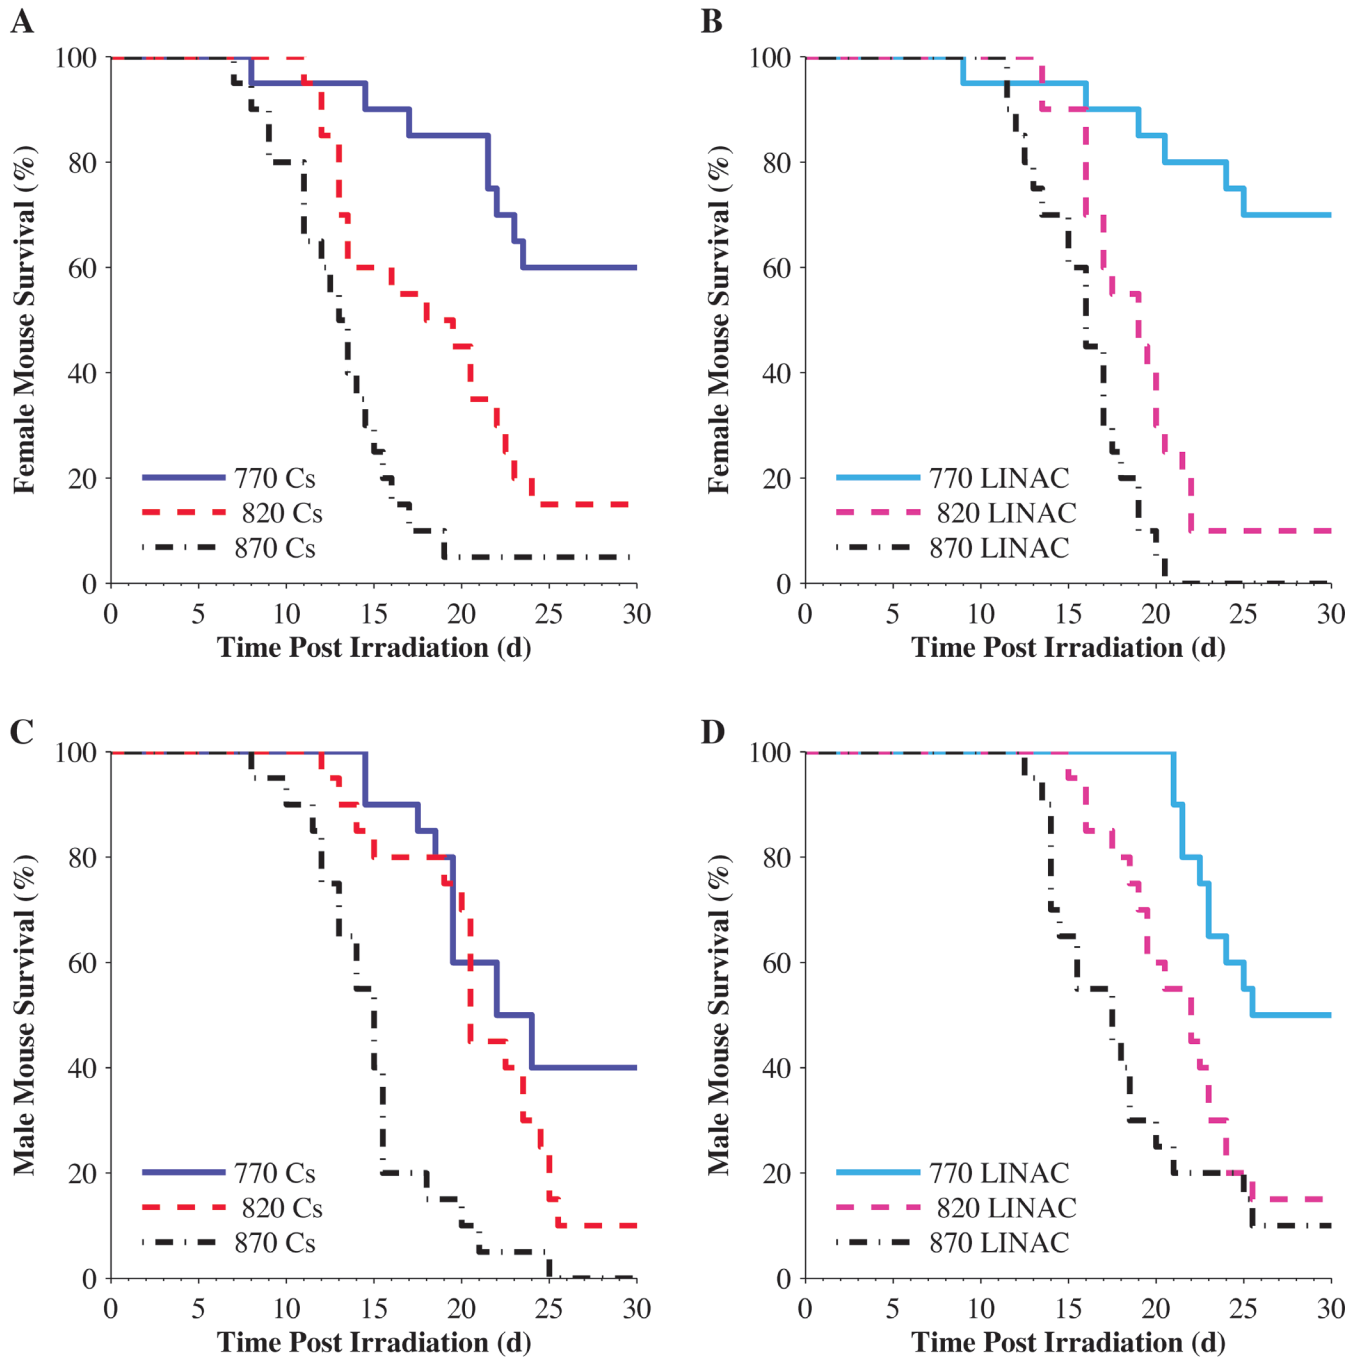 A
B
100
80
60
40
20
0
Female Mouse Survival (%)
770 Cs
820 Cs
870 Cs
0 5 10 15 20 25 30
Time Post Irradiation (d)
100
80
60
40
20
0
Female Mouse Survival (%)
770 LINAC
820 LINAC
870 LINAC
0 5 10 15 20 25 30
Time Post Irradiation (d)
C
D
100
80
60
40
20
0
Male Mouse Survival (%)
770 Cs
820 Cs
870 Cs
0 5 10 15 20 25 30
Time Post Irradiation (d)
100
80
60
40
20
0
Male Mouse Survival (%)
770 LINAC
820 LINAC
870 LINAC
0 5 10 15 20 25 30
Time Post Irradiation (d)